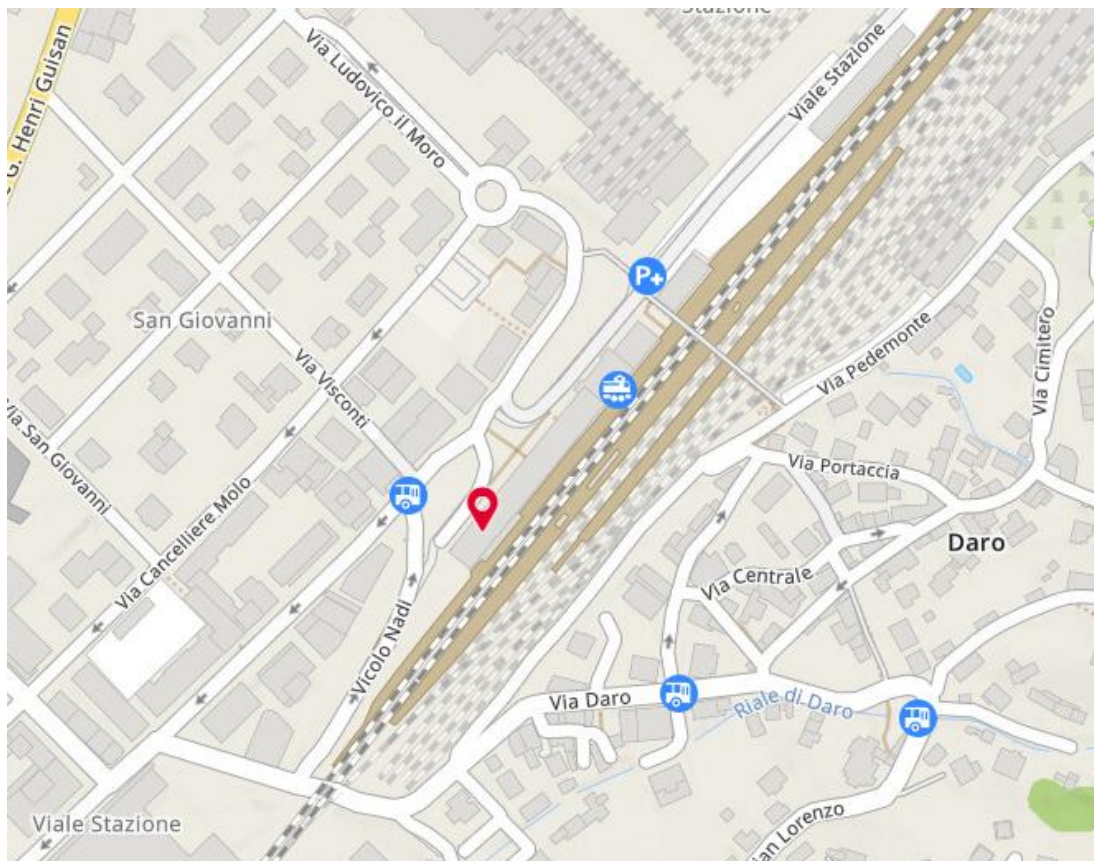 Stazione
G. Henri Guisan
Via Ludovico il Moro
Viale Stazione
P+
San Giovanni
Via Visconti
Via Pedemonte
Via Cimitero
Via San Giovanni
Via Portaccia
Via Cancelliere Molo
Daro
Via Centrale
Vicolo Nadi
Via Daro
Riale di Daro
Viale Stazione
an Lorenzo